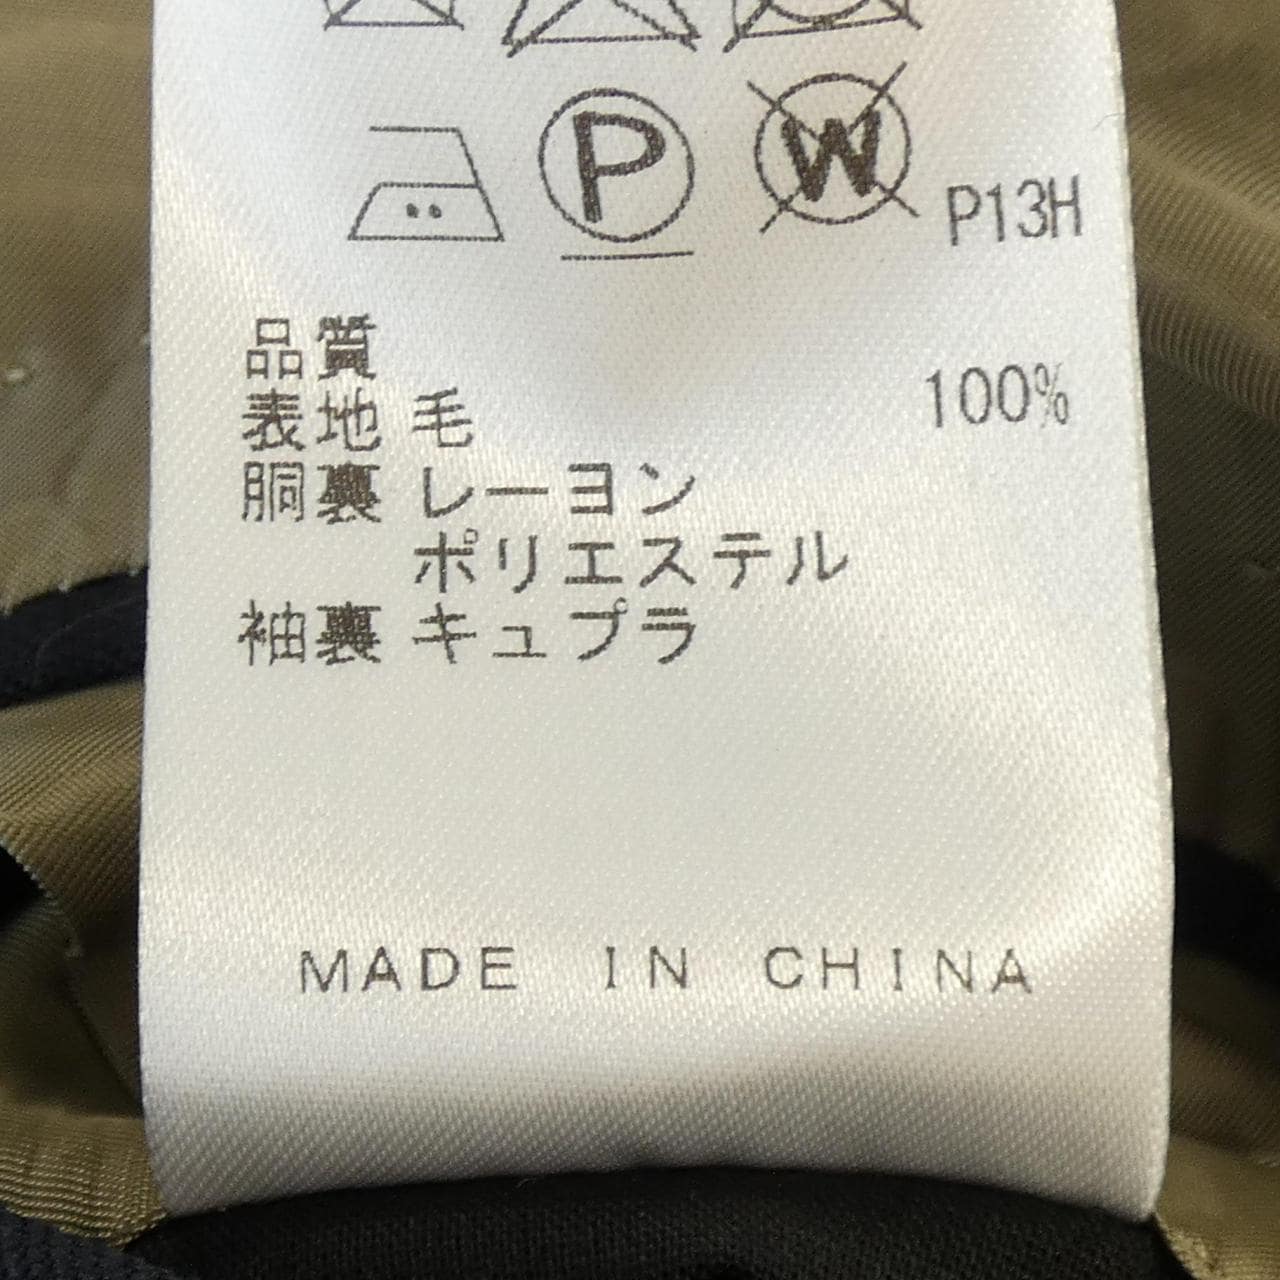 P W P13H
品質
表地 毛 100%
胴裏 レーヨン
ポリエステル
袖裏 キュプラ
MADE IN CHINA